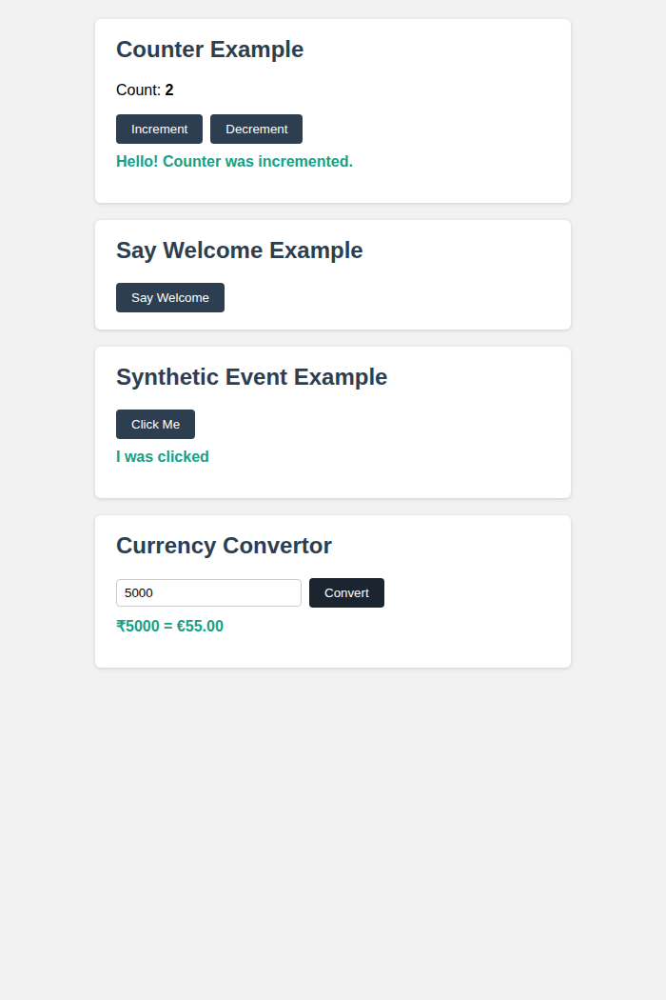 Counter Example
Count: 2
Increment Decrement
Hello! Counter was incremented.
Say Welcome Example
Say Welcome
Synthetic Event Example
Click Me
I was clicked
Currency Convertor
5000 Convert
₹5000 = €55.00